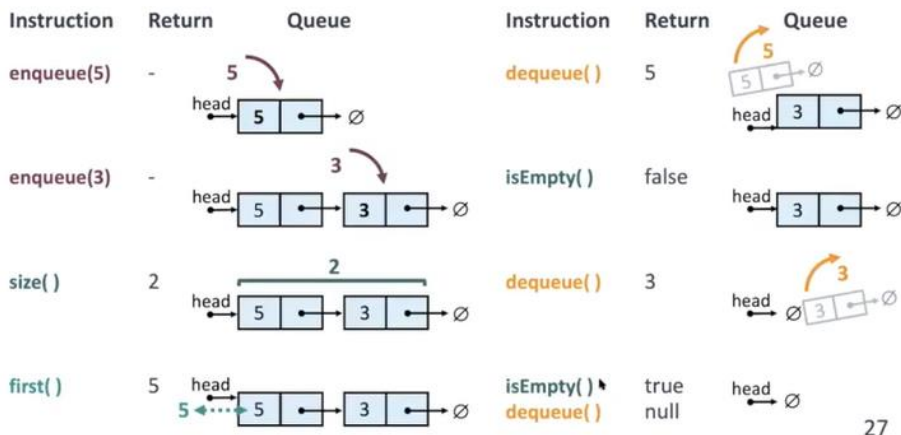 Instruction Return Queue
enqueue(5) -
5
head
5 ∅
enqueue(3) -
3
head
5 3 ∅
size( ) 2
2
head
5 3 ∅
first( ) 5
head
5
5 3 ∅
Instruction Return Queue
dequeue( ) 5
5
5 ∅
head
3 ∅
isEmpty( ) false
head
3 ∅
dequeue( ) 3
3
head
∅ 3 ∅
isEmpty( ) true
head
∅
dequeue( ) null
27